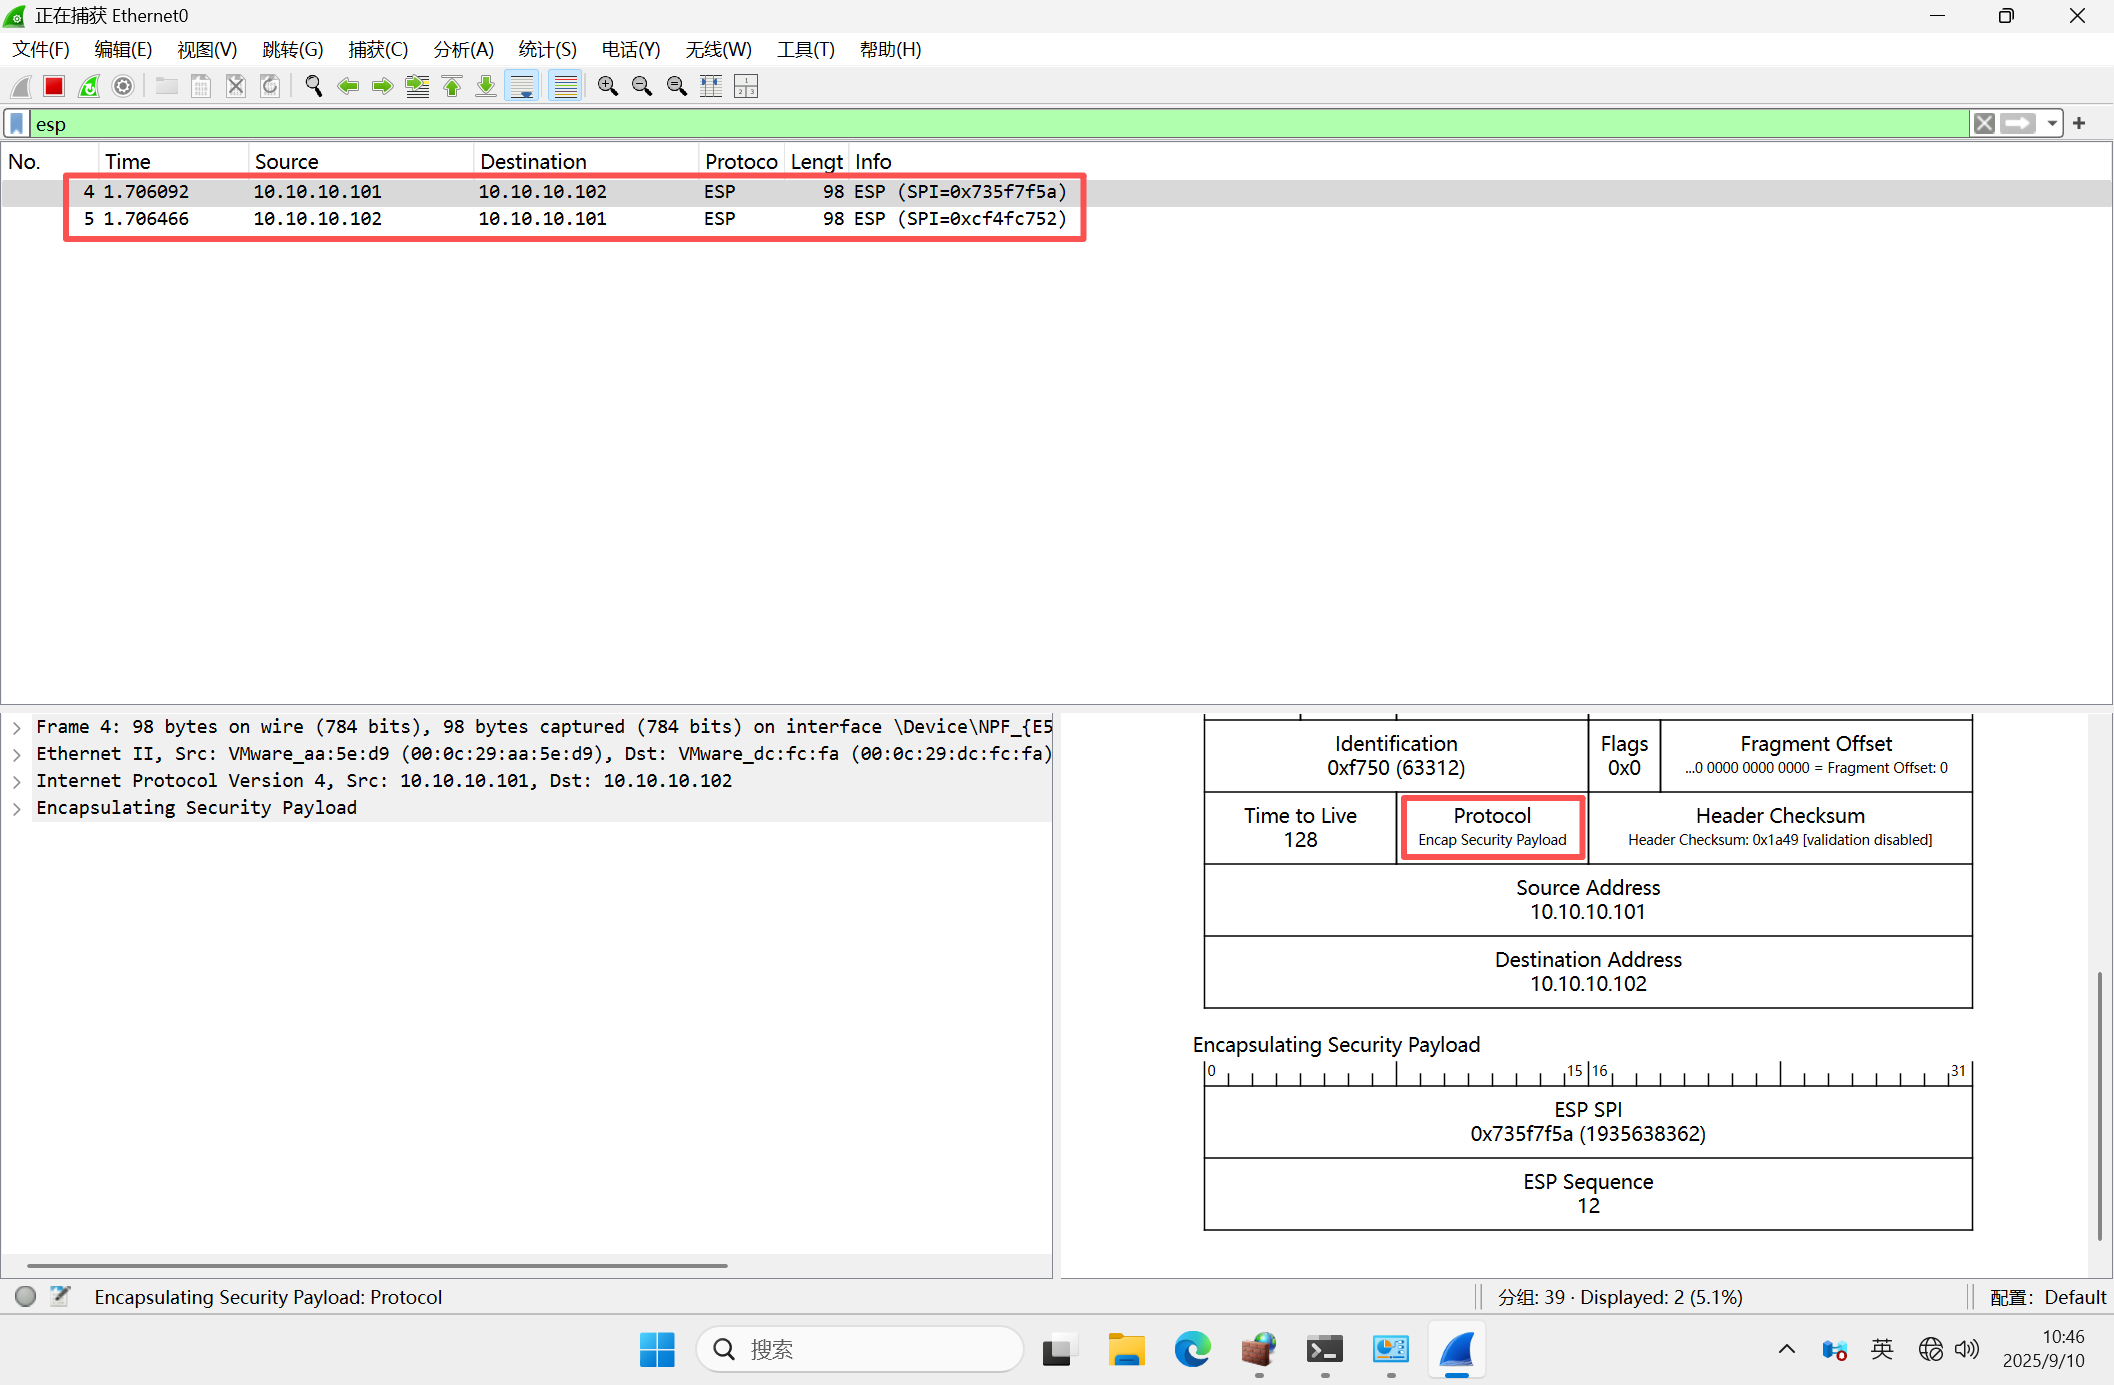 正在捕获 Ethernet0
文件(F) 编辑(E) 视图(V) 跳转(G) 捕获(C) 分析(A) 统计(S) 电话(Y) 无线(W) 工具(T) 帮助(H)
esp
No. Time Source Destination Protoco Lengt Info
4 1.706092 10.10.10.101 10.10.10.102 ESP 98 ESP (SPI=0x735f7f5a)
5 1.706466 10.10.10.102 10.10.10.101 ESP 98 ESP (SPI=0xcf4fc752)
Frame 4: 98 bytes on wire (784 bits), 98 bytes captured (784 bits) on interface \Device\NPF_{E5
Ethernet II, Src: VMware_aa:5e:d9 (00:0c:29:aa:5e:d9), Dst: VMware_dc:fc:fa (00:0c:29:dc:fc:fa)
Internet Protocol Version 4, Src: 10.10.10.101, Dst: 10.10.10.102
Encapsulating Security Payload
Identification Flags Fragment Offset
0xf750 (63312) 0x0 ...0 0000 0000 0000 = Fragment Offset: 0
Time to Live Protocol Header Checksum
128 Encap Security Payload Header Checksum: 0x1a49 [validation disabled]
Source Address
10.10.10.101
Destination Address
10.10.10.102
Encapsulating Security Payload
0 15 16 31
ESP SPI
0x735f7f5a (1935638362)
ESP Sequence
12
Encapsulating Security Payload: Protocol 分组: 39 · Displayed: 2 (5.1%) 配置: Default
搜索 英 10:46
2025/9/10